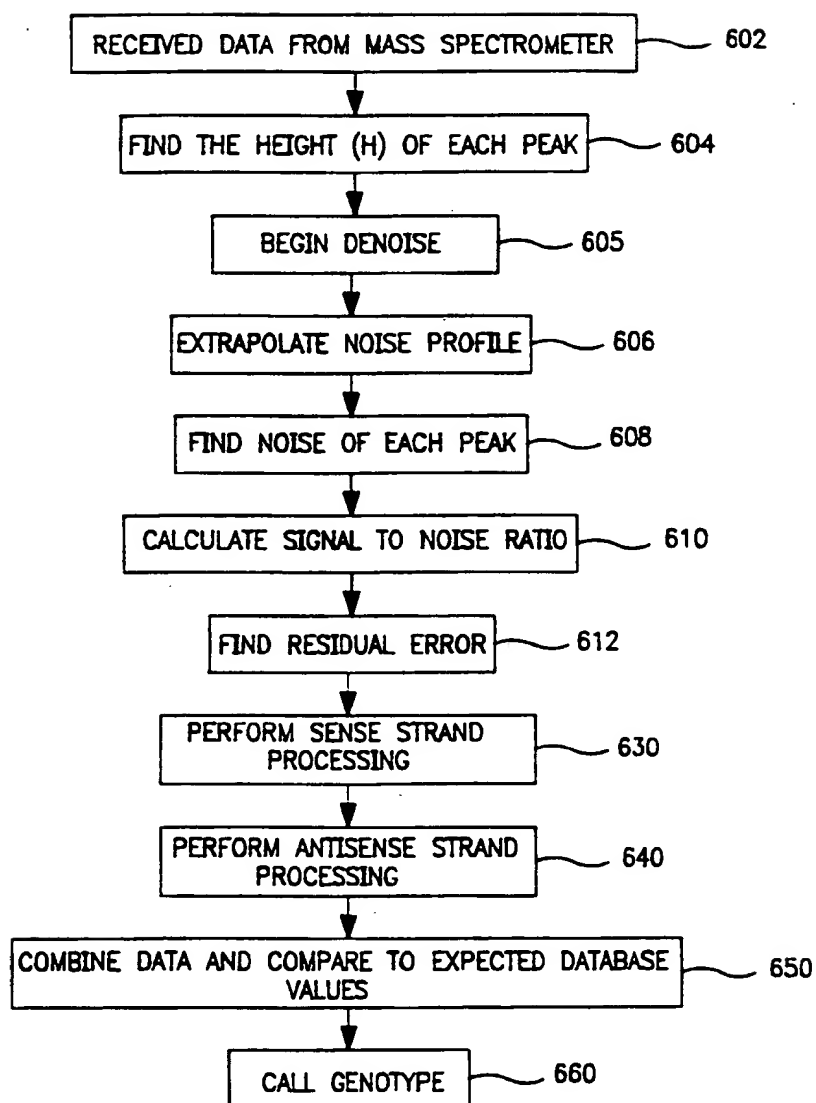 RECEIVED DATA FROM MASS SPECTROMETER 602
FIND THE HEIGHT (H) OF EACH PEAK 604
BEGIN DENOISE 605
EXTRAPOLATE NOISE PROFILE 606
FIND NOISE OF EACH PEAK 608
CALCULATE SIGNAL TO NOISE RATIO 610
FIND RESIDUAL ERROR 612
PERFORM SENSE STRAND
PROCESSING 630
PERFORM ANTISENSE STRAND
PROCESSING 640
COMBINE DATA AND COMPARE TO EXPECTED DATABASE
VALUES 650
CALL GENOTYPE 660